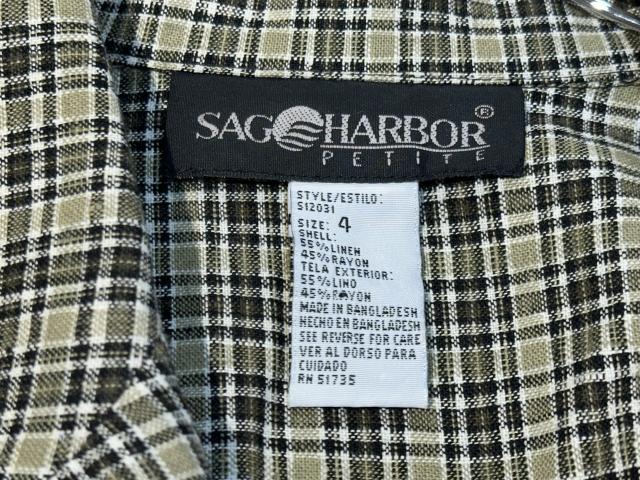 SAG HARBOR®
PETITE
STYLE/ESTILO:
S12031
SIZE: 4
SHELL:
55%LINEN
45%RAYON
TELA EXTERIOR:
55%LINO
45%RAYON
MADE IN BANGLADESH
HECHO EN BANGLADESH
SEE REVERSE FOR CARE
VER AL DORSO PARA
CUIDADO
RN 51735